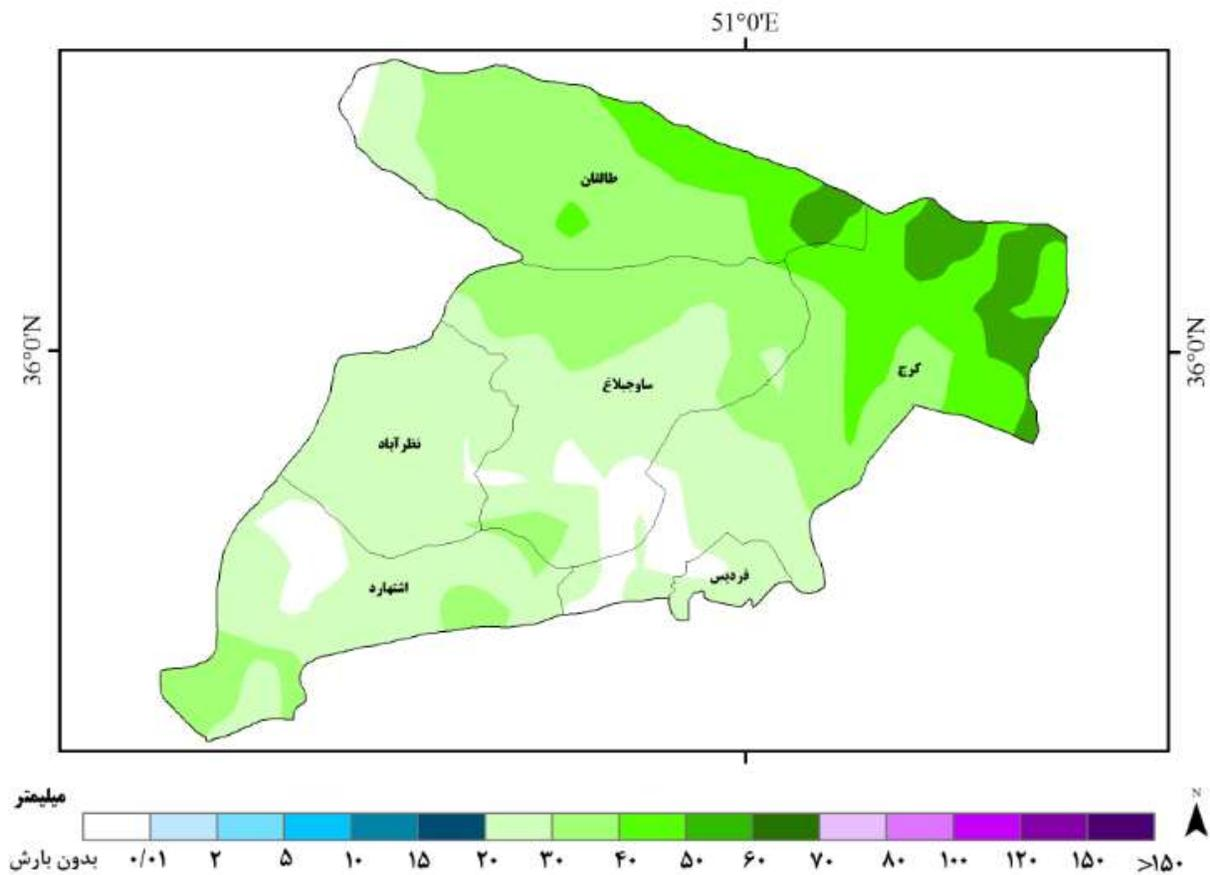 51°0'E
36°0'N
36°0'N
طالقان
کرج
ساوجبلاغ
نظرآباد
اشتهارد
فردیس
میلیمتر
N
بدون بارش ۰/۰۱ ۲ ۵ ۱۰ ۱۵ ۲۰ ۳۰ ۴۰ ۵۰ ۶۰ ۷۰ ۸۰ ۱۰۰ ۱۲۰ ۱۵۰ >۱۵۰